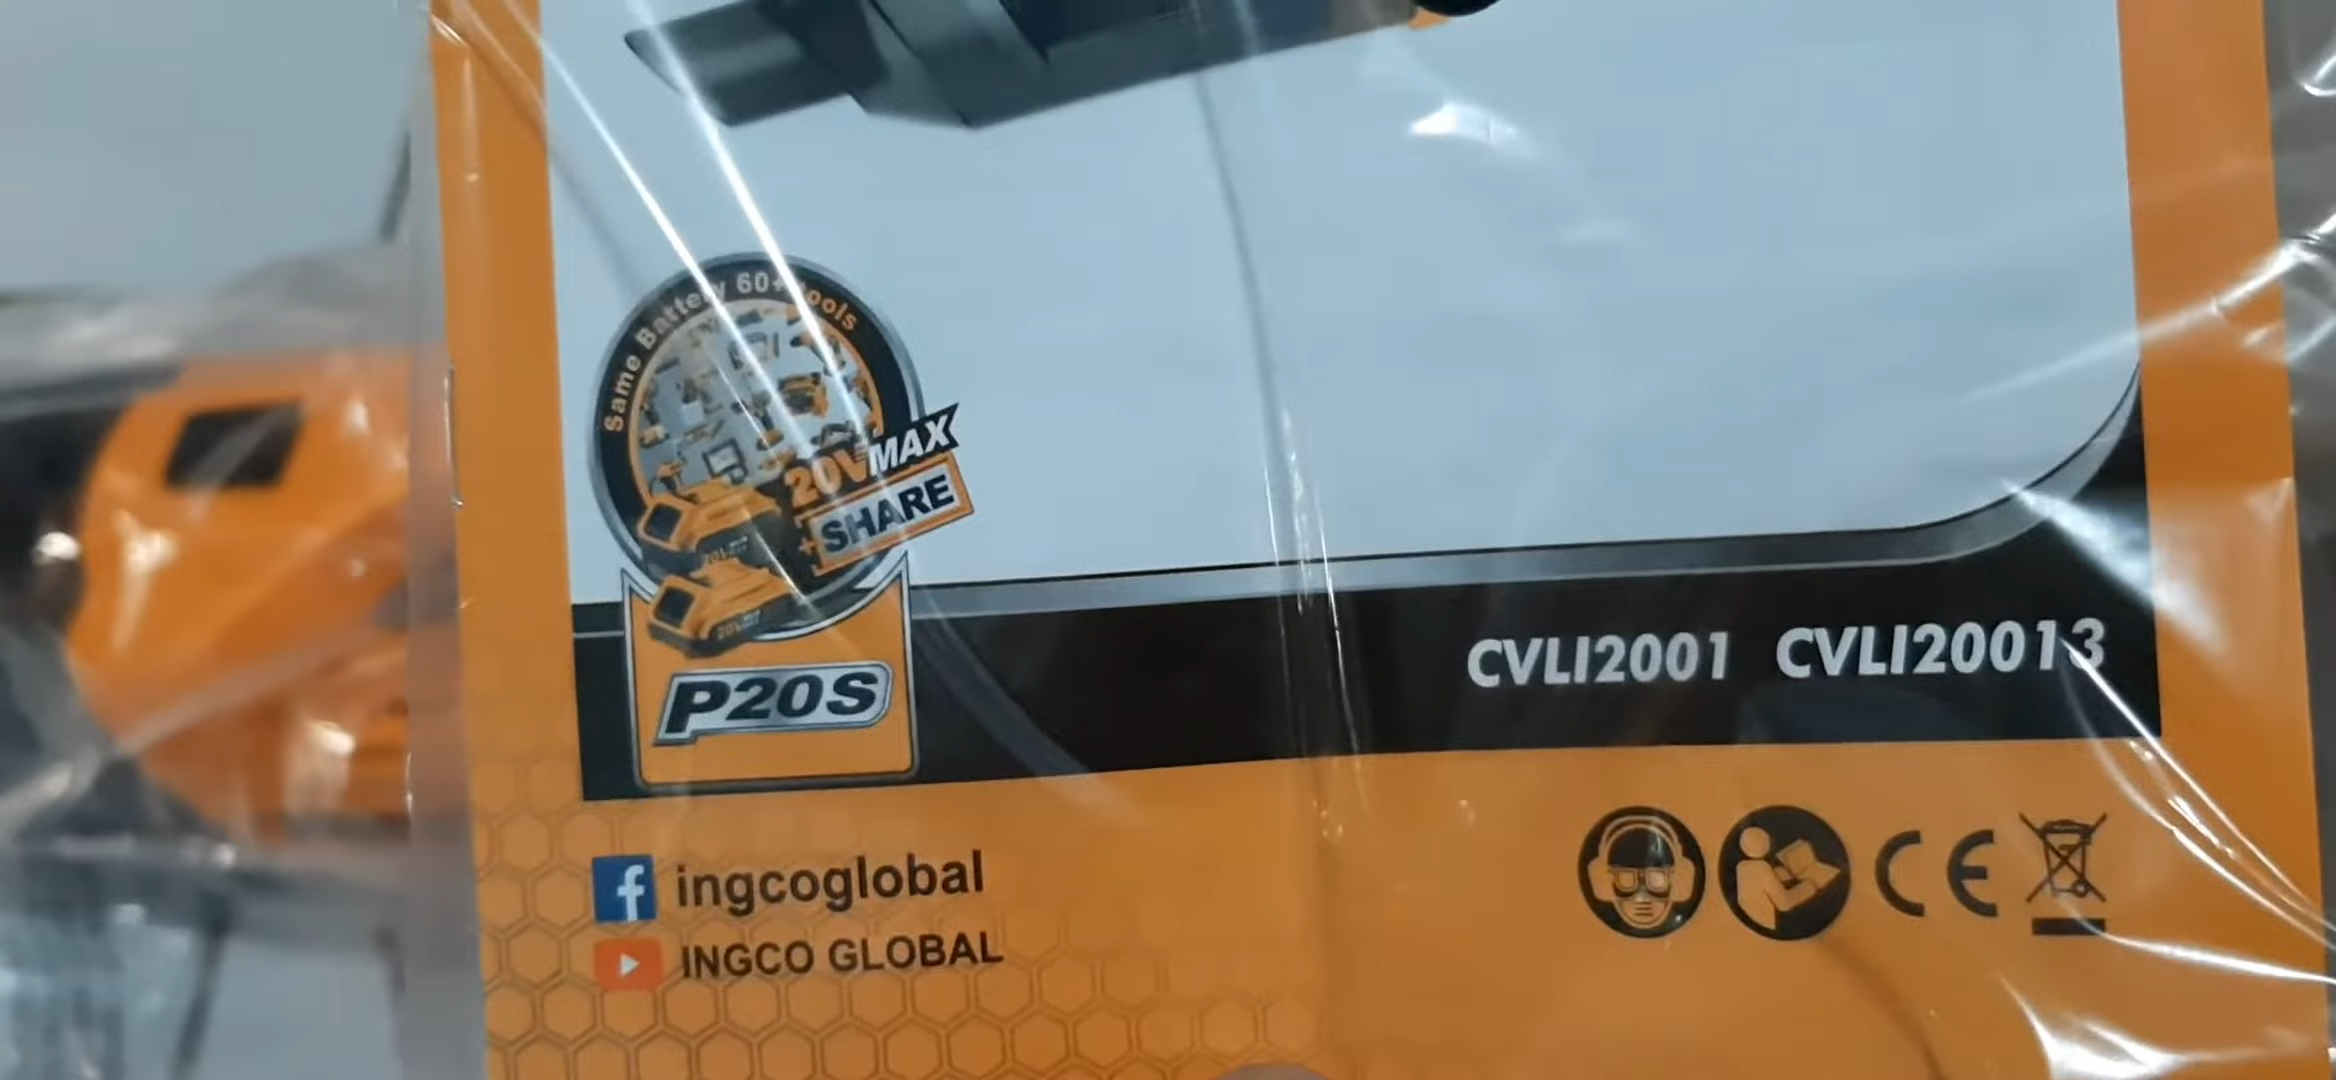 Same Battery 60+ Tools
20V MAX
+SHARE
P20S
CVLI2001 CVLI20013
ingcoglobal
INGCO GLOBAL
CE